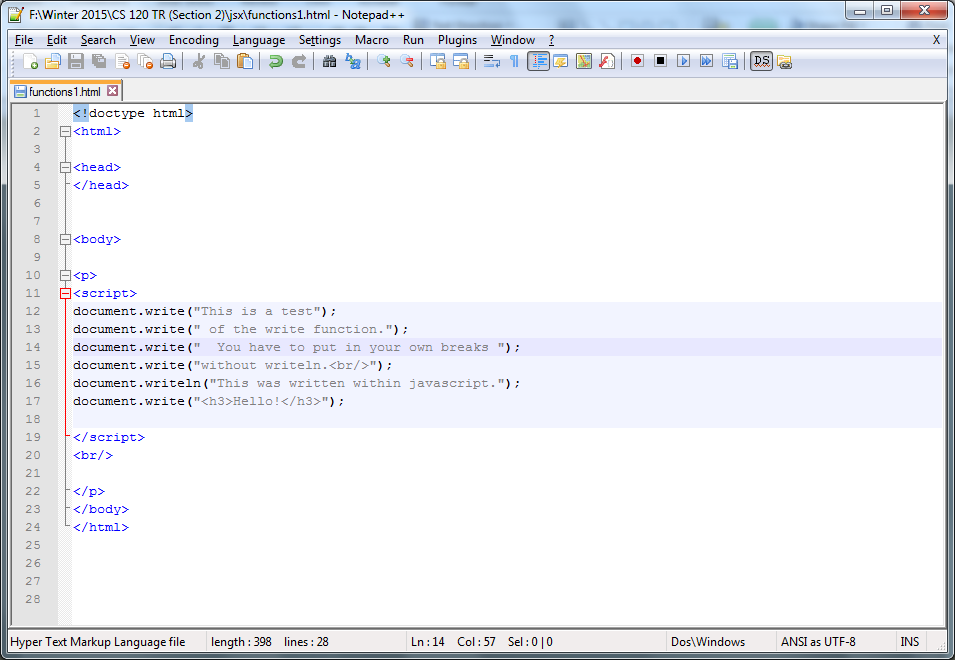 F:\Winter 2015\CS 120 TR (Section 2)\jsx\functions1.html - Notepad++
File Edit Search View Encoding Language Settings Macro Run Plugins Window ? X
DS
functions1.html
1 <!doctype html>
2 <html>
3
4 <head>
5 </head>
6
7
8 <body>
9
10 <p>
11 <script>
12 document.write("This is a test");
13 document.write(" of the write function.");
14 document.write("  You have to put in your own breaks ");
15 document.write("without writeln.<br/>");
16 document.writeln("This was written within javascript.");
17 document.write("<h3>Hello!</h3>");
18
19 </script>
20 <br/>
21
22 </p>
23 </body>
24 </html>
25
26
27
28
Hyper Text Markup Language file length : 398 lines : 28 Ln : 14 Col : 57 Sel : 0 | 0 Dos\Windows ANSI as UTF-8 INS